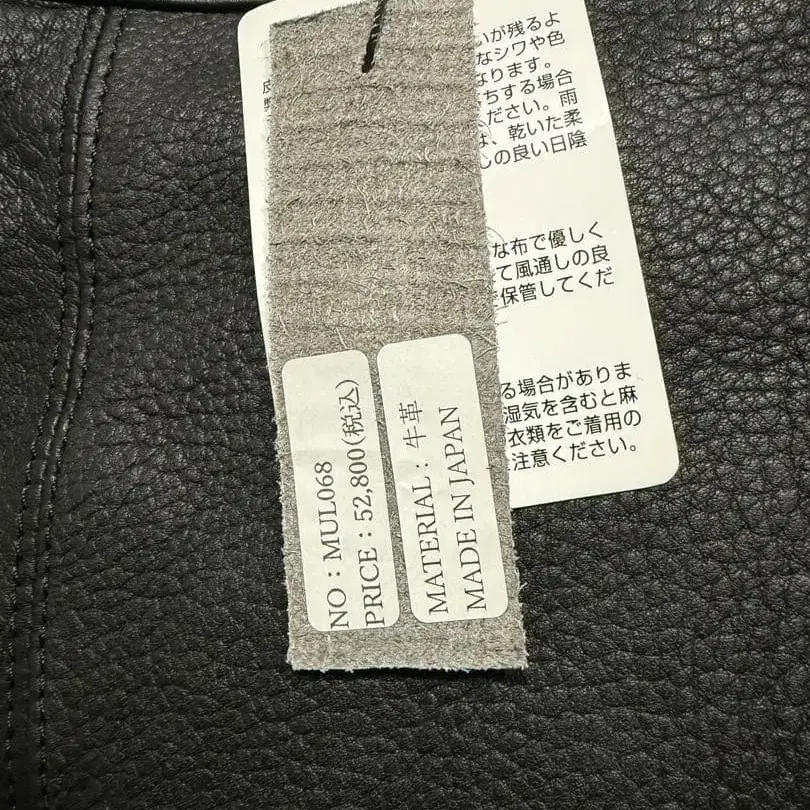 NO：MUL068
PRICE：52,800(税込)
MATERIAL：牛革
MADE IN JAPAN
いが残るよ
なシワや色
なります。
ちする場合
ださい。雨
は、乾いた柔
しの良い日陰
な布で優しく
て風通しの良
で保管してくだ
る場合がありま
湿気を含むと麻
衣類をご着用の
注意ください。